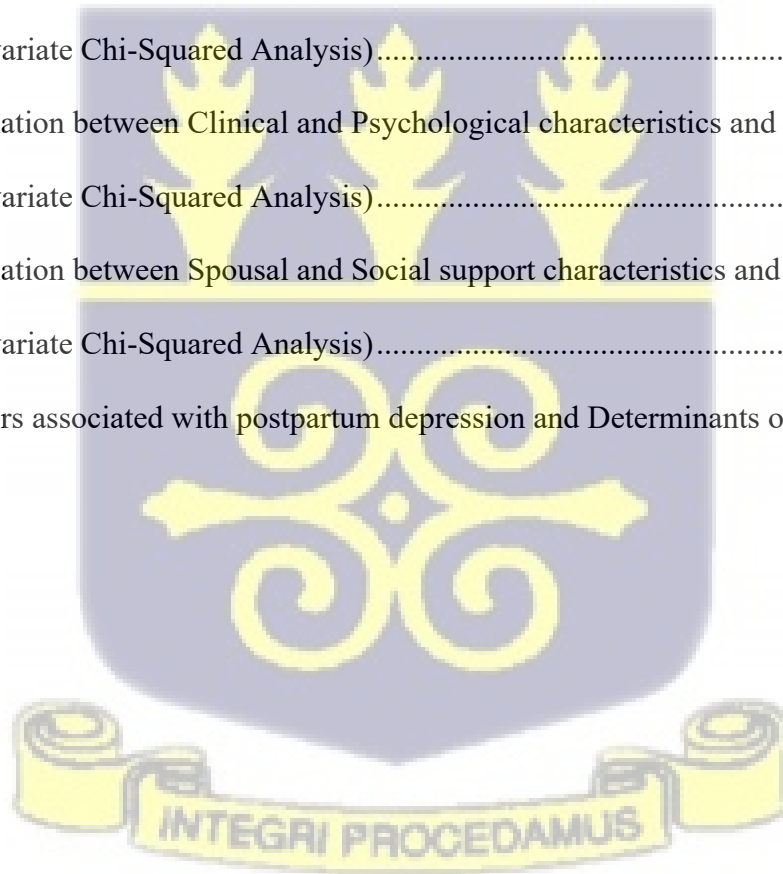 variate Chi-Squared Analysis)................................................
ation between Clinical and Psychological characteristics and
variate Chi-Squared Analysis)................................................
ation between Spousal and Social support characteristics and
variate Chi-Squared Analysis)................................................
rs associated with postpartum depression and Determinants o
INTEGRI PROCEDAMUS